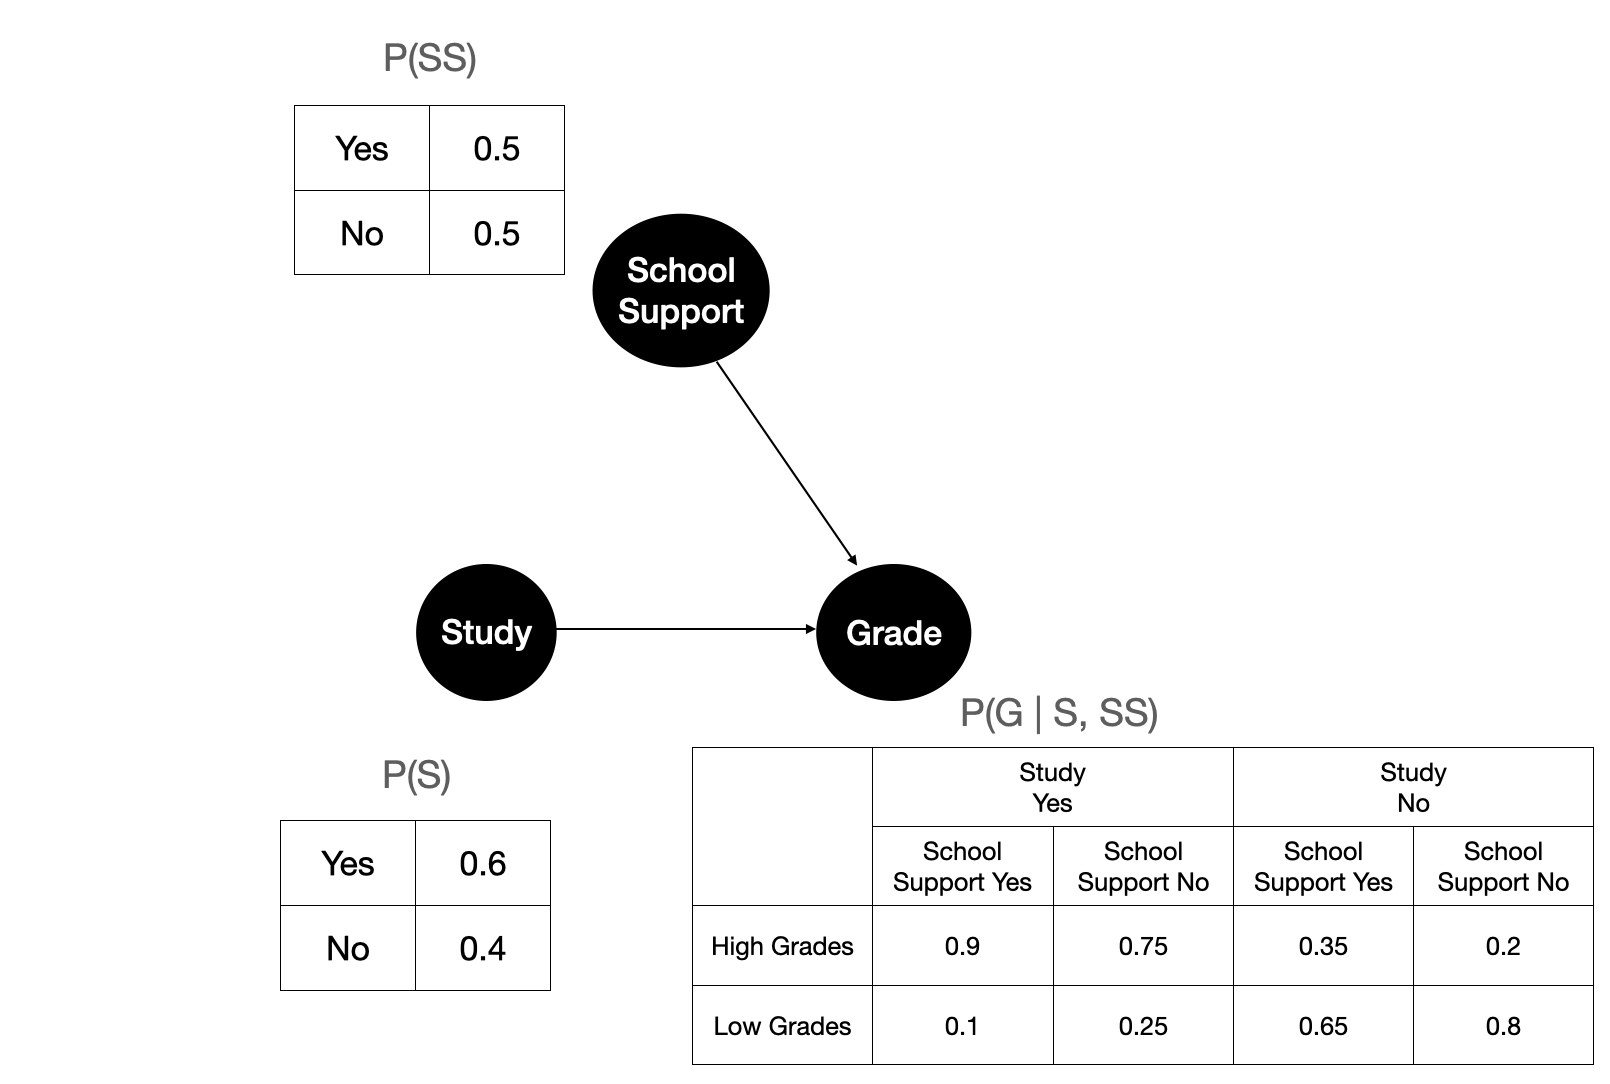 P(SS)
Yes 0.5
No 0.5
School
Support
Study
Grade
P(G | S, SS)
P(S)
Yes 0.6
No 0.4
Study
Yes
Study
No
School
Support Yes
School
Support No
School
Support Yes
School
Support No
High Grades 0.9 0.75 0.35 0.2
Low Grades 0.1 0.25 0.65 0.8